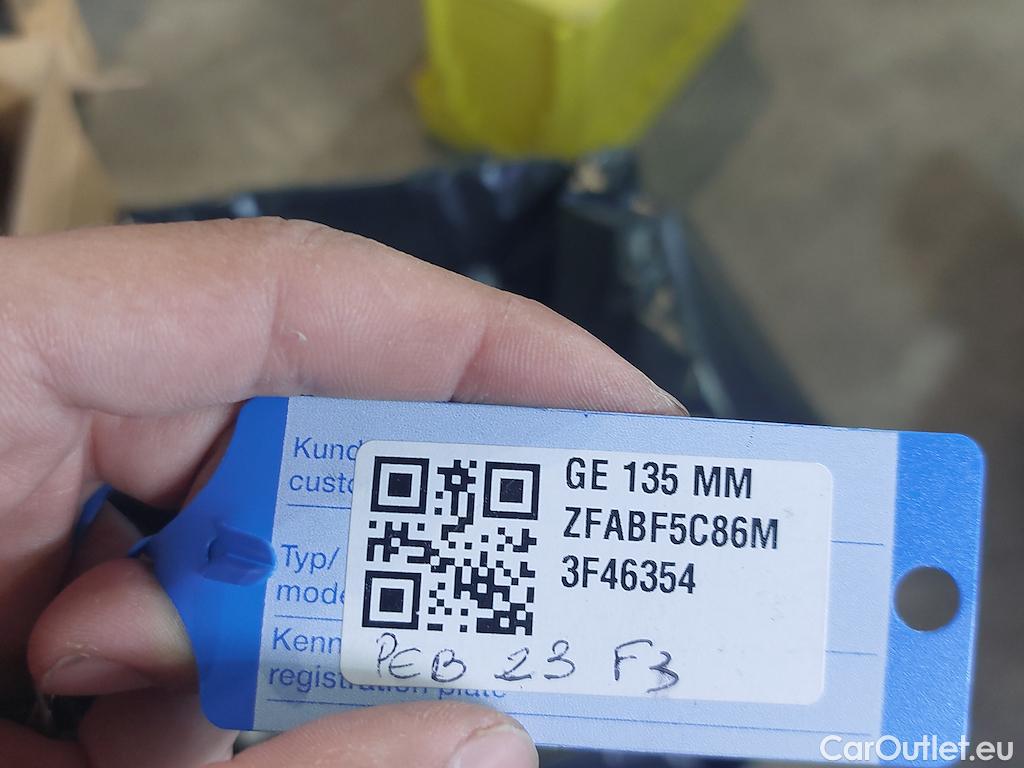 Kund
custo
Typ/
mode
Kenn
registration plate
GE 135 MM
ZFABF5C86M
3F46354
PEB 23 F3
CarOutlet.eu